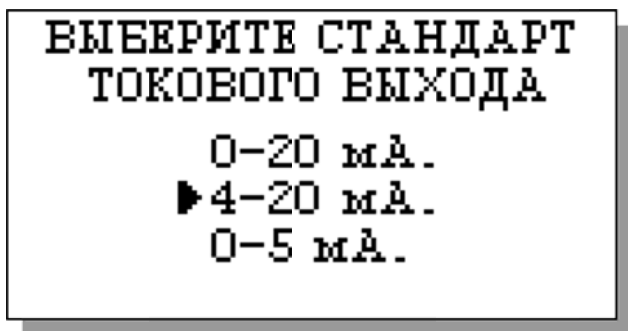 ВЫБЕРИТЕ СТАНДАРТ
ТОКОВОГО ВЫХОДА
0-20 мА.
4-20 мА.
0-5 мА.